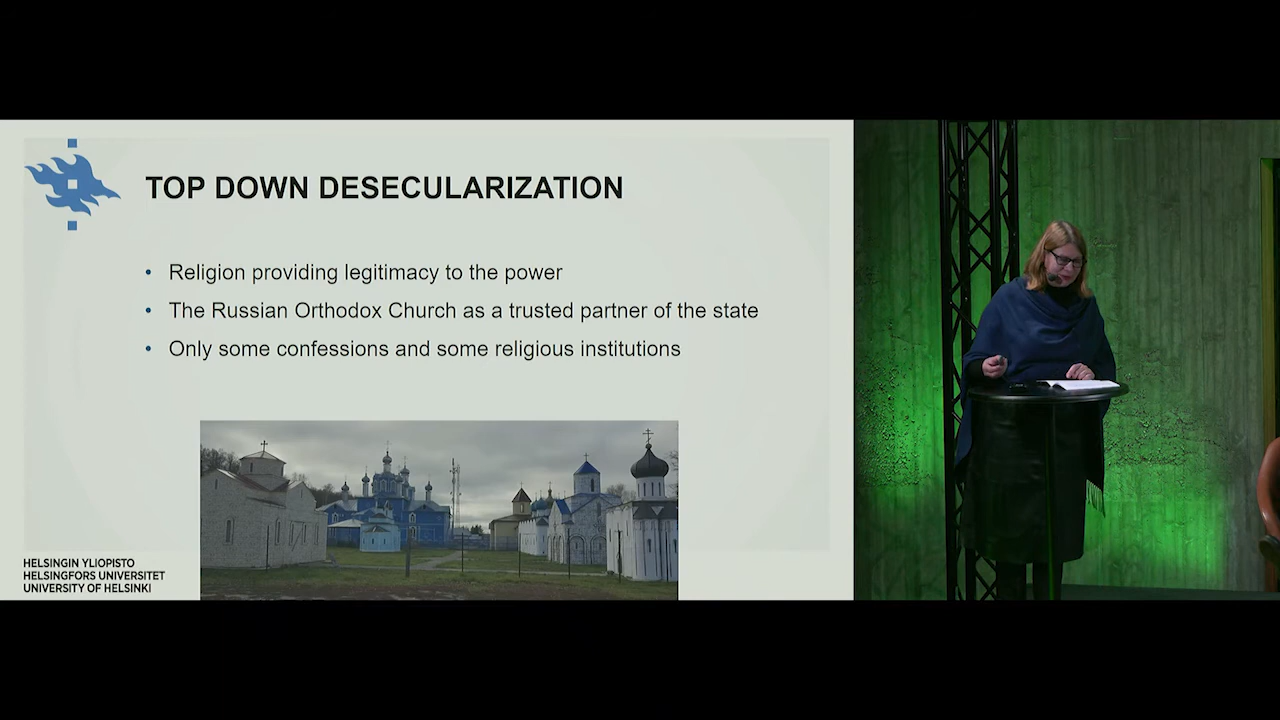 TOP DOWN DESECULARIZATION
• Religion providing legitimacy to the power
• The Russian Orthodox Church as a trusted partner of the state
• Only some confessions and some religious institutions
HELSINGIN YLIOPISTO
HELSINGFORS UNIVERSITET
UNIVERSITY OF HELSINKI